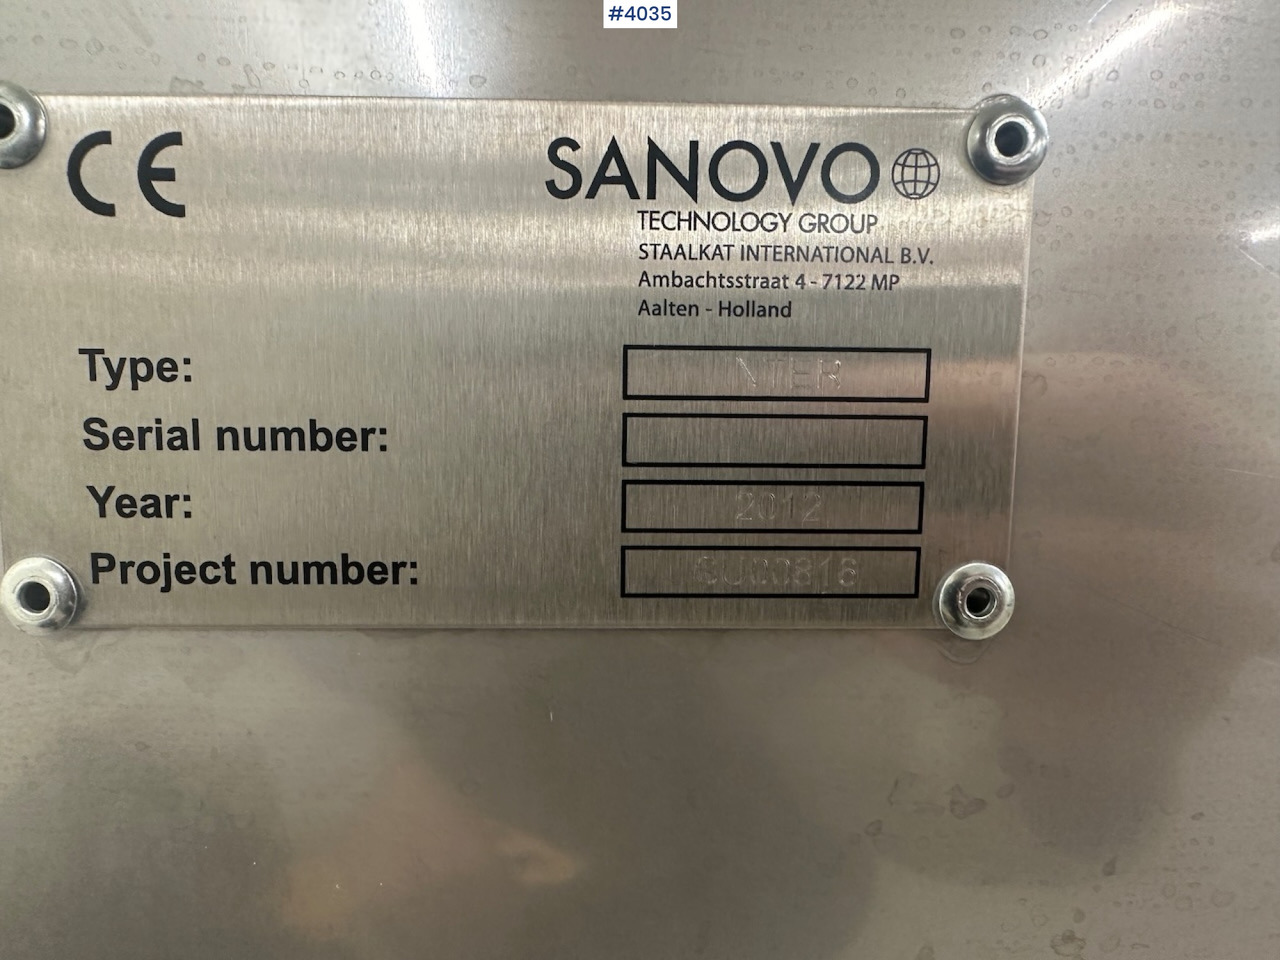 #4035
CE
SANOVO
TECHNOLOGY GROUP
STAALKAT INTERNATIONAL B.V.
Ambachtsstraat 4 - 7122 MP
Aalten - Holland
Type:
Serial number:
Year: 2012
Project number: